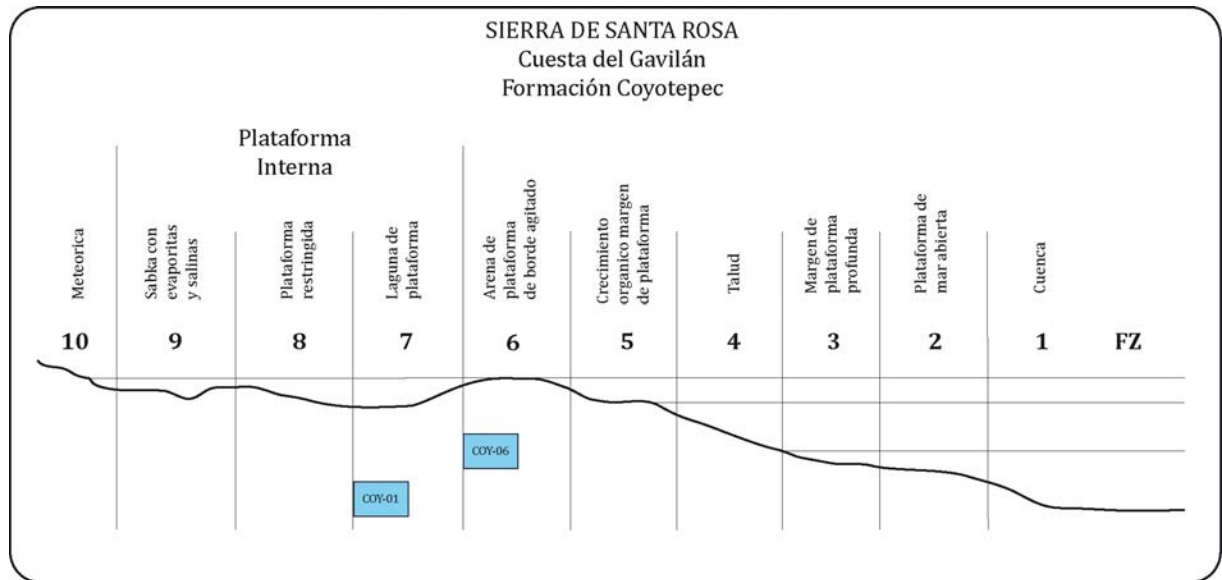 SIERRA DE SANTA ROSA
Cuesta del Gavilán
Formación Coyotepec
Plataforma
Interna
Meteorica
Sabka con
evaporitas
y salinas
Plataforma
restringida
Laguna de
plataforma
Arena de
plataforma
de borde agitado
Crecimiento
organico margen
de plataforma
Talud
Margen de
plataforma
profunda
Plataforma de
mar abierta
Cuenca
10 9 8 7 6 5 4 3 2 1 FZ
COY-06
COY-01